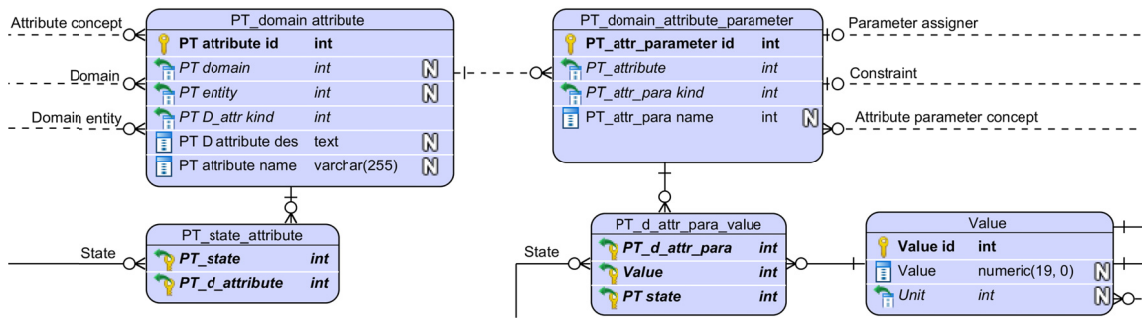 Attribute concept
Domain
Domain entity
PT_domain attribute
PT attribute id int
PT domain int N
PT entity int N
PT D_attr kind int
PT D attribute des text N
PT attribute name varchar(255) N
PT_domain_attribute_parameter
PT_attr_parameter id int
PT_attribute int
PT_attr_para kind int
PT_attr_para name int N
Parameter assigner
Constraint
Attribute parameter concept
State
PT_state_attribute
PT_state int
PT_d_attribute int
State
PT_d_attr_para_value
PT_d_attr_para int
Value int
PT state int
Value
Value id int
Value numeric(19, 0) N
Unit int N